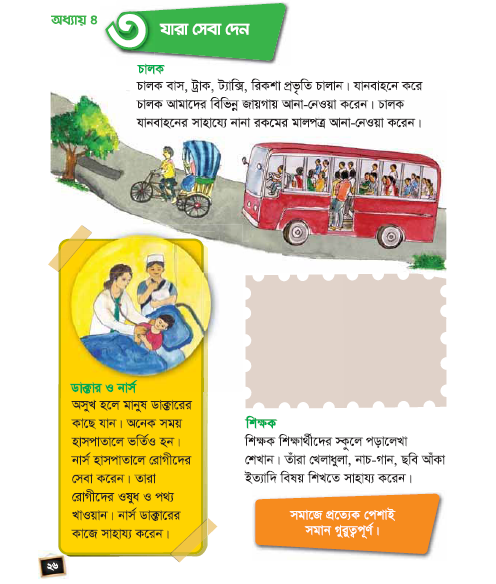 অধ্যায় ৪
৩
যারা সেবা দেন
চালক
চালক বাস, ট্রাক, ট্যাক্সি, রিকশা প্রভৃতি চালান। যানবাহনে করে
চালক আমাদের বিভিন্ন জায়গায় আনা-নেওয়া করেন। চালক
যানবাহনের সাহায্যে নানা রকমের মালপত্র আনা-নেওয়া করেন।
ডাক্তার ও নার্স
অসুখ হলে মানুষ ডাক্তারের
কাছে যান। অনেক সময়
হাসপাতালে ভর্তিও হন।
নার্স হাসপাতালে রোগীদের
সেবা করেন। তারা
রোগীদের ওষুধ ও পথ্য
খাওয়ান। নার্স ডাক্তারের
কাজে সাহায্য করেন।
শিক্ষক
শিক্ষক শিক্ষার্থীদের স্কুলে পড়ালেখা
শেখান। তাঁরা খেলাধুলা, নাচ-গান, ছবি আঁকা
ইত্যাদি বিষয় শিখতে সাহায্য করেন।
সমাজে প্রত্যেক পেশাই
সমান গুরুত্বপূর্ণ।
২৬